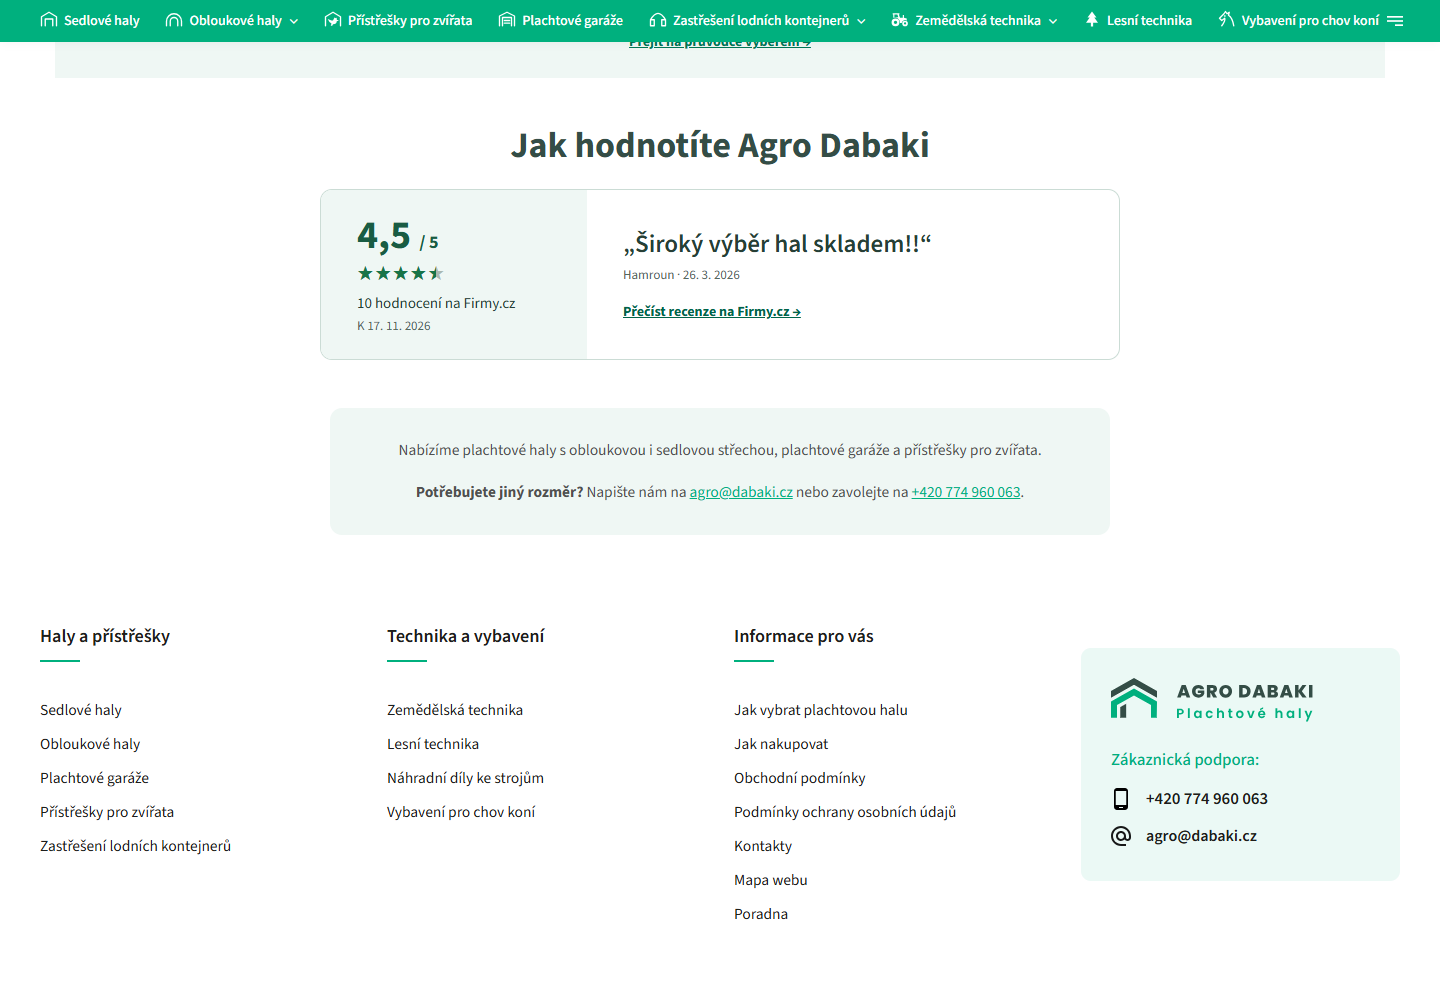 Sedlové haly
Obloukové haly
Přístřešky pro zvířata
Plachtové garáže
Zastřešení lodních kontejnerů
Zemědělská technika
Lesní technika
Vybavení pro chov koní
Přejít na průvodce výběrem →
Jak hodnotíte Agro Dabaki
4,5 / 5
10 hodnocení na Firmy.cz
K 17. 11. 2026
„Široký výběr hal skladem!!“
Hamroun · 26. 3. 2026
Přečíst recenze na Firmy.cz →
Nabízíme plachtové haly s obloukovou i sedlovou střechou, plachtové garáže a přístřešky pro zvířata.
Potřebujete jiný rozměr? Napište nám na agro@dabaki.cz nebo zavolejte na +420 774 960 063.
Haly a přístřešky
Sedlové haly
Obloukové haly
Plachtové garáže
Přístřešky pro zvířata
Zastřešení lodních kontejnerů
Technika a vybavení
Zemědělská technika
Lesní technika
Náhradní díly ke strojům
Vybavení pro chov koní
Informace pro vás
Jak vybrat plachtovou halu
Jak nakupovat
Obchodní podmínky
Podmínky ochrany osobních údajů
Kontakty
Mapa webu
Poradna
AGRO DABAKI
Plachtové haly
Zákaznická podpora:
+420 774 960 063
agro@dabaki.cz